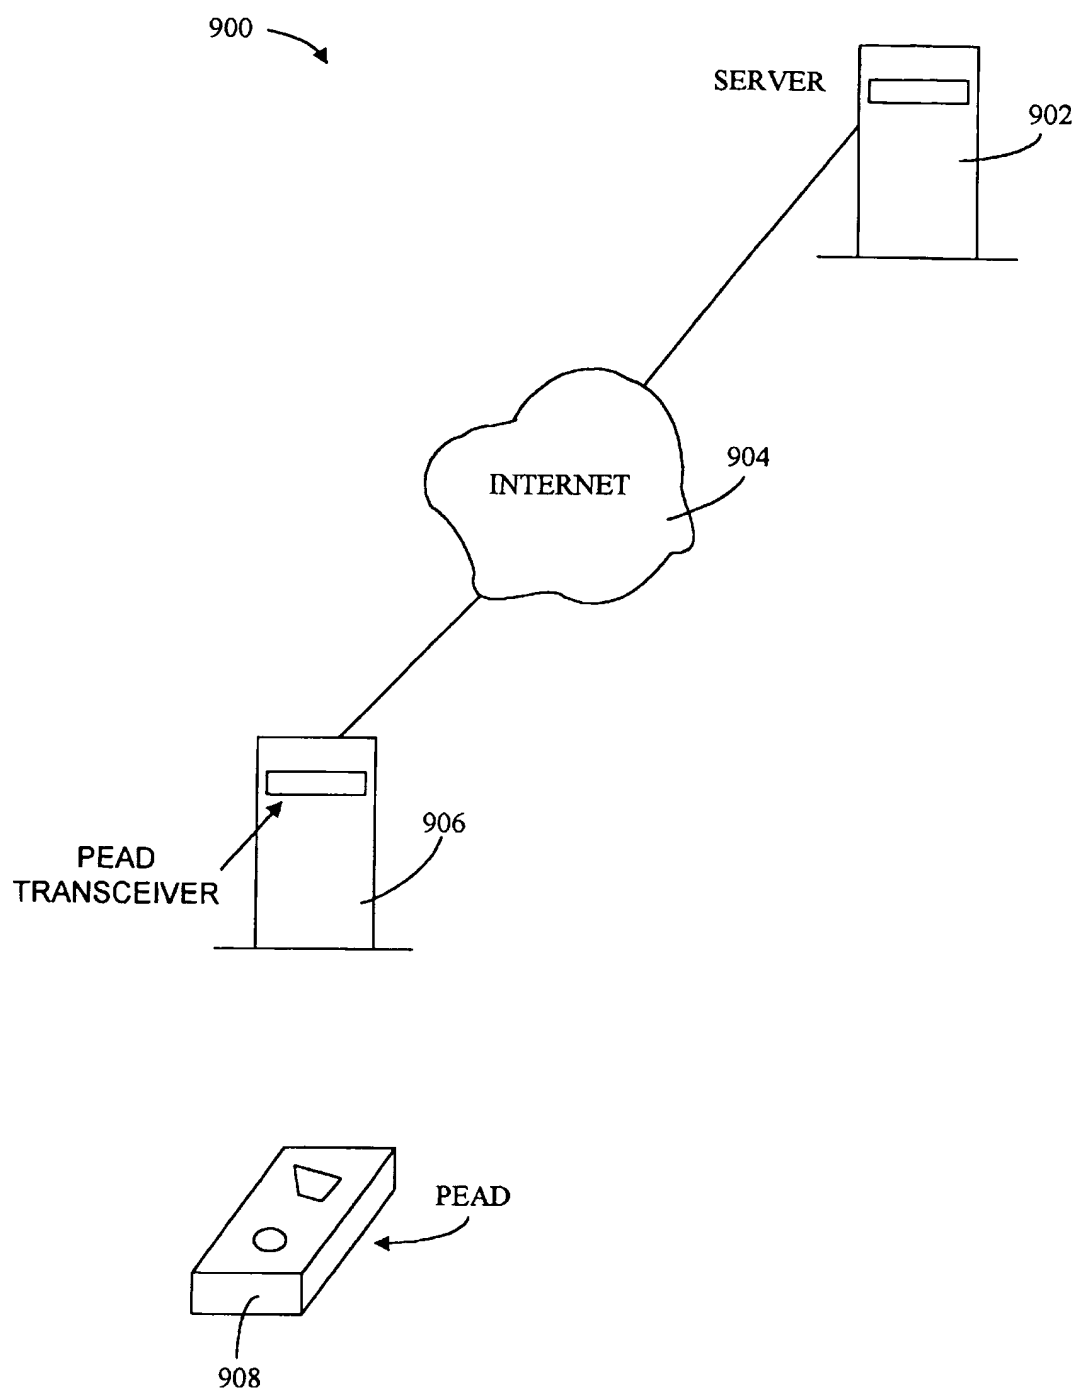 900
SERVER
902
904
INTERNET
906
PEAD
TRANSCEIVER
PEAD
908